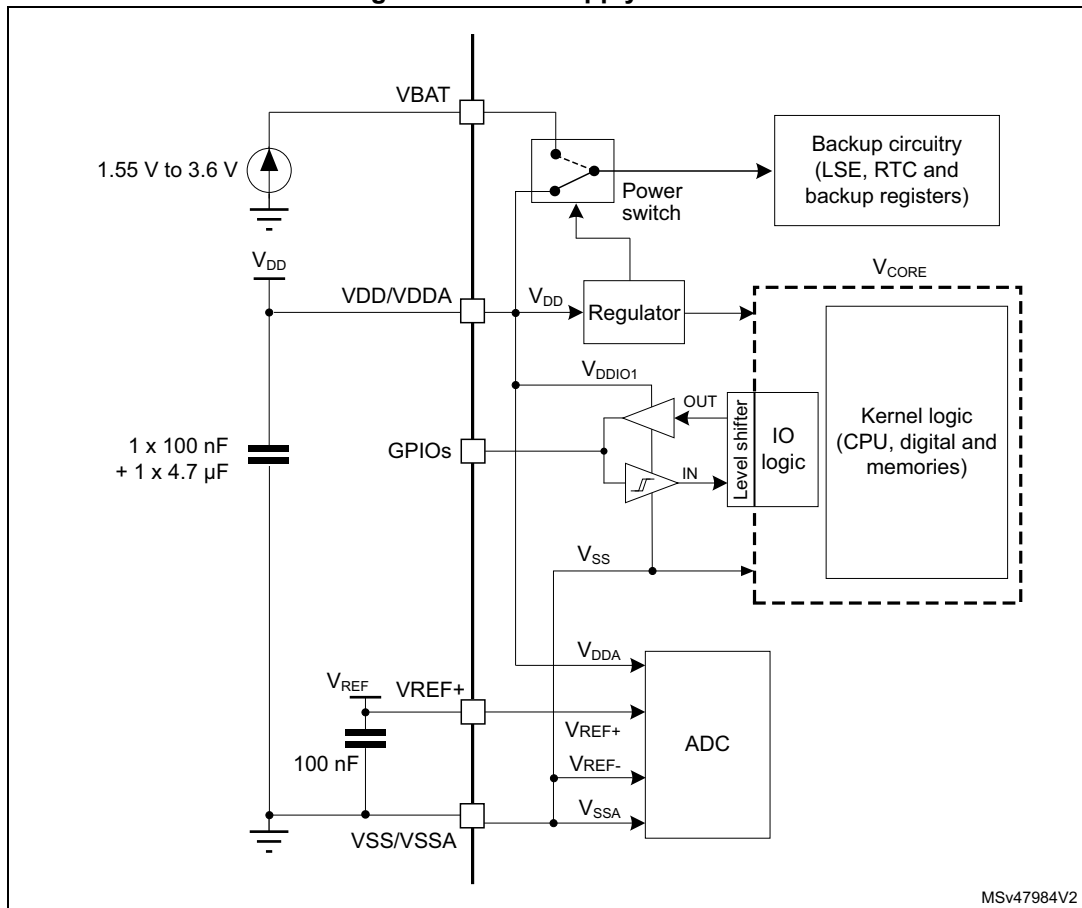 VBAT
1.55 V to 3.6 V
Power
switch
Backup circuitry
(LSE, RTC and
backup registers)
VDD
VDD/VDDA
VDD
Regulator
VCORE
VDDIO1
OUT
GPIOs
IN
Level shifter
IO
logic
Kernel logic
(CPU, digital and
memories)
1 x 100 nF
+ 1 x 4.7 µF
VSS
VDDA
VREF
VREF+
VREF+
100 nF
VREF-
ADC
VSSA
VSS/VSSA
MSv47984V2